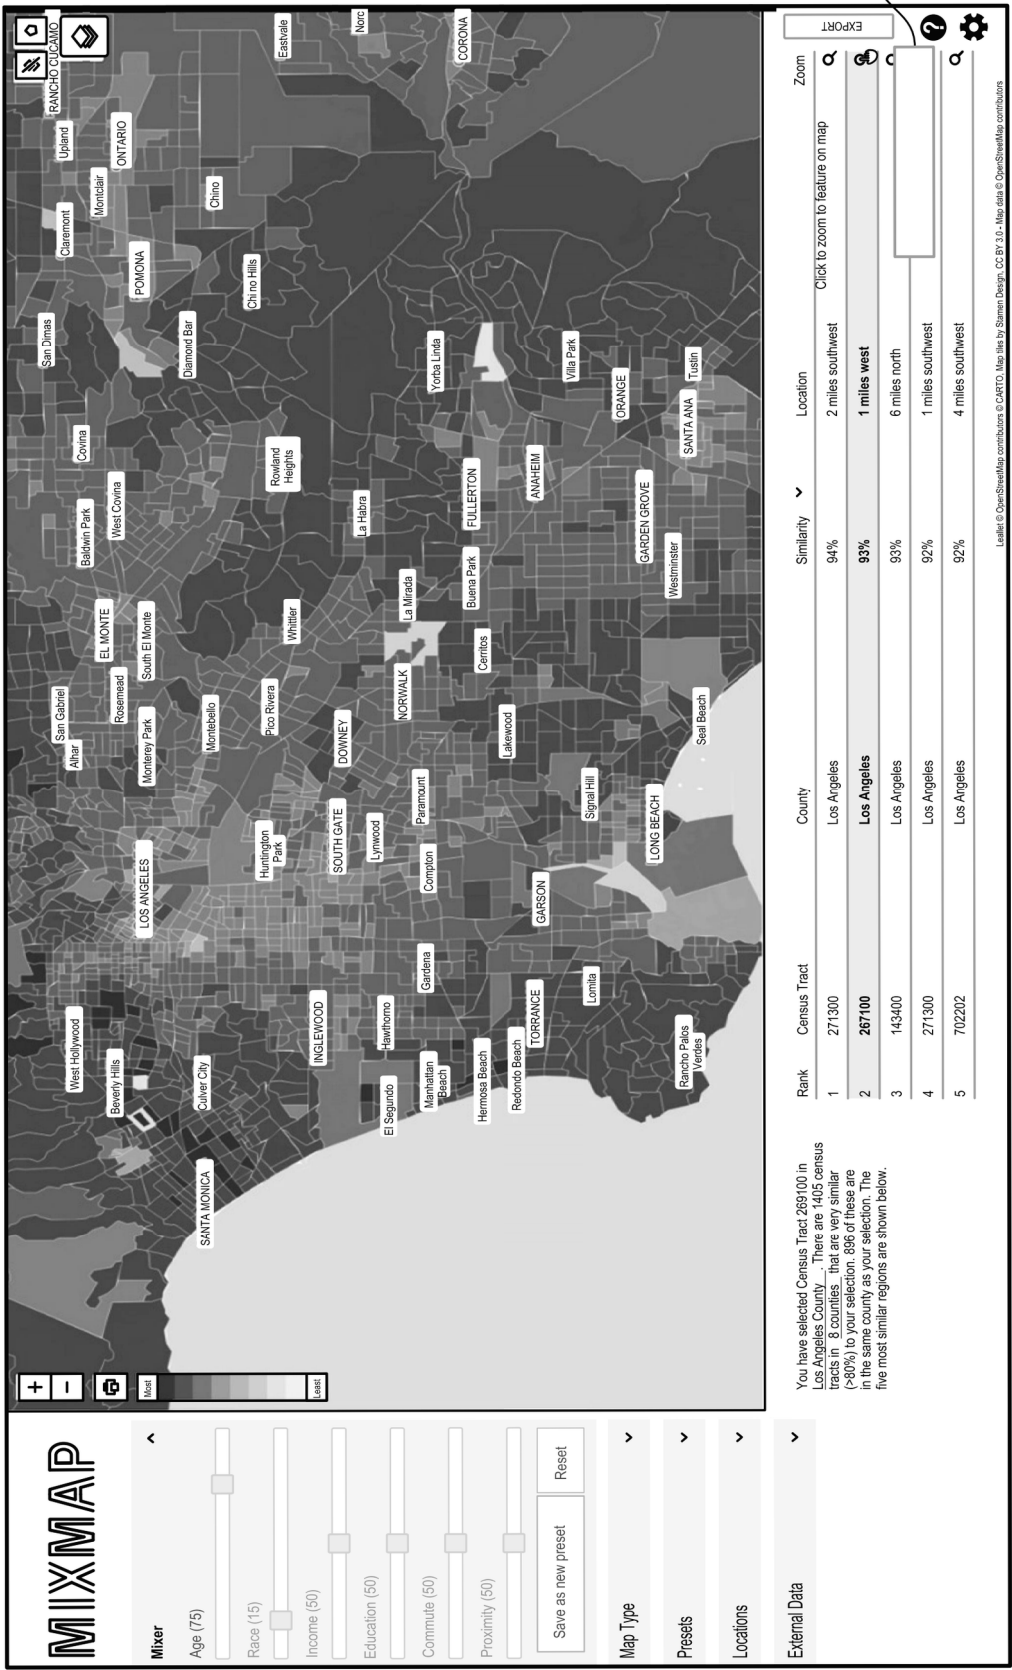 MIXMAP
Mixer
Age (75)
Race (15)
Income (50)
Education (50)
Commute (50)
Proximity (50)
Save as new preset
Reset
Map Type
Presets
Locations
External Data
+
−
Most
Least
San Dimas
Claremont
Upland
RANCHO CUCAMO
Montclair
ONTARIO
POMONA
Chino
Eastvale
Norc
CORONA
Diamond Bar
Chi no Hills
Covina
West Covina
Baldwin Park
EL MONTE
South El Monte
San Gabriel
Rosemead
Alhar
Monterey Park
Montebello
Rowland
Heights
Whittler
Pico Rivera
La Habra
La Mirada
Yorba Linda
Villa Park
ORANGE
Tustin
SANTA ANA
ANAHEIM
FULLERTON
Buena Park
GARDEN GROVE
Westminster
Cerritos
NORWALK
DOWNEY
Lakewood
Seal Beach
Signal Hill
LONG BEACH
Paramount
Lynwood
SOUTH GATE
Huntington
Park
Compton
LOS ANGELES
GARSON
Gardena
Lomita
TORRANCE
Hawthorno
INGLEWOOD
West Hollywood
Beverly Hills
Culver City
SANTA MONICA
El Segundo
Manhattan
Beach
Hermosa Beach
Redondo Beach
Rancho Palos
Verdes
You have selected Census Tract 269100 in
Los Angeles County . There are 1405 census
tracts in 8 counties that are very similar
(>80%) to your selection. 896 of these are
in the same county as your selection. The
five most similar regions are shown below.
Rank Census Tract County Similarity Location Zoom
1 271300 Los Angeles 94% 2 miles southwest
Click to zoom to feature on map
2 267100 Los Angeles 93% 1 miles west
3 143400 Los Angeles 93% 6 miles north
4 271300 Los Angeles 92% 1 miles southwest
5 702202 Los Angeles 92% 4 miles southwest
EXPORT
?
Leaflet © OpenStreetMap contributors © CARTO, Map tiles by Stamen Design, CC BY 3.0 - Map data © OpenStreetMap contributors